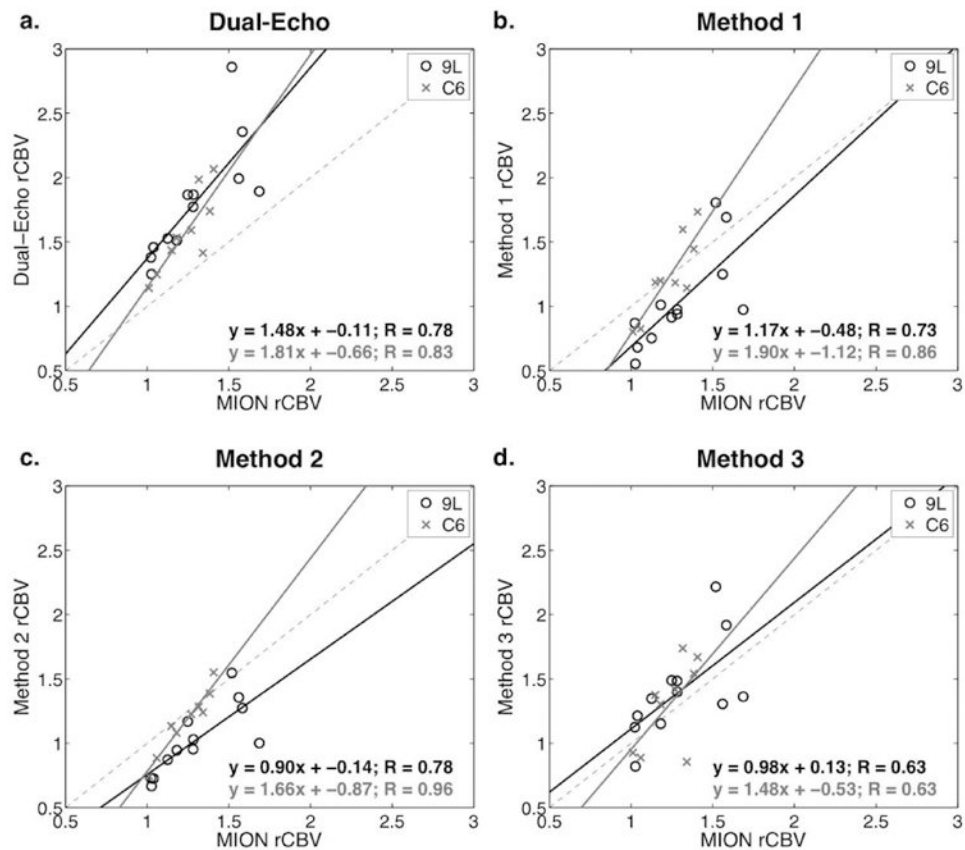 a. Dual-Echo
3
2.5
2
1.5
1
0.5
0.5 1 1.5 2 2.5 3
Dual-Echo rCBV
MION rCBV
9L
C6
y = 1.48x + -0.11; R = 0.78
y = 1.81x + -0.66; R = 0.83
b. Method 1
3
2.5
2
1.5
1
0.5
0.5 1 1.5 2 2.5 3
Method 1 rCBV
MION rCBV
9L
C6
y = 1.17x + -0.48; R = 0.73
y = 1.90x + -1.12; R = 0.86
c. Method 2
3
2.5
2
1.5
1
0.5
0.5 1 1.5 2 2.5 3
Method 2 rCBV
MION rCBV
9L
C6
y = 0.90x + -0.14; R = 0.78
y = 1.66x + -0.87; R = 0.96
d. Method 3
3
2.5
2
1.5
1
0.5
0.5 1 1.5 2 2.5 3
Method 3 rCBV
MION rCBV
9L
C6
y = 0.98x + 0.13; R = 0.63
y = 1.48x + -0.53; R = 0.63